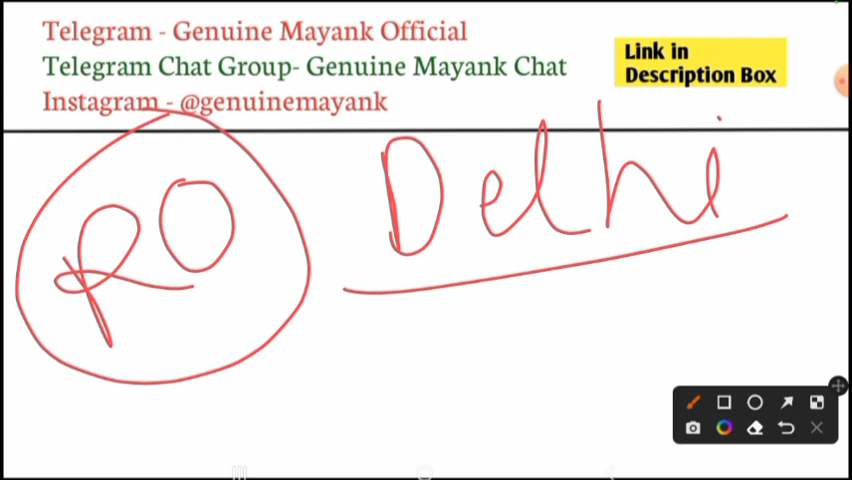 Telegram - Genuine Mayank Official
Telegram Chat Group- Genuine Mayank Chat
Instagram - @genuinemayank
Link in
Description Box
RO Delhi